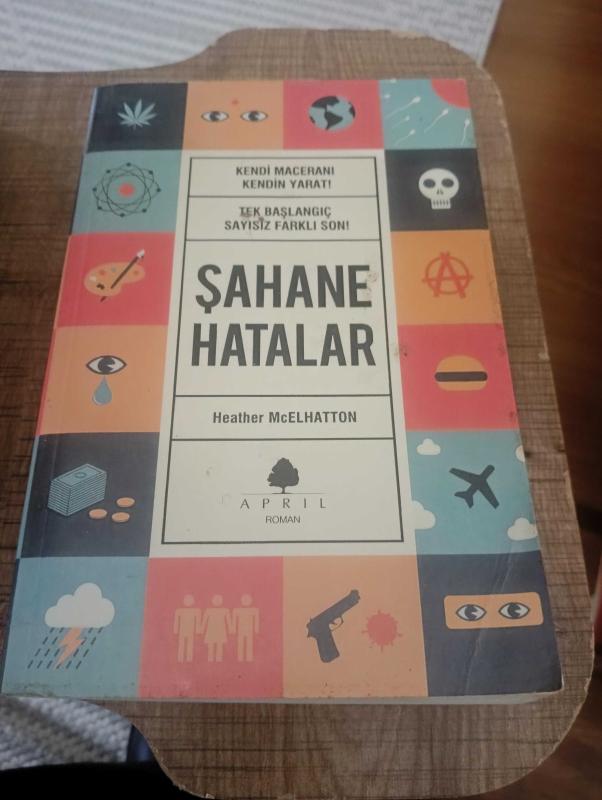 KENDİ MACERANI
KENDİN YARAT!
TEK BAŞLANGIÇ
SAYISIZ FARKLI SON!
ŞAHANE
HATALAR
Heather McELHATTON
APRIL
ROMAN